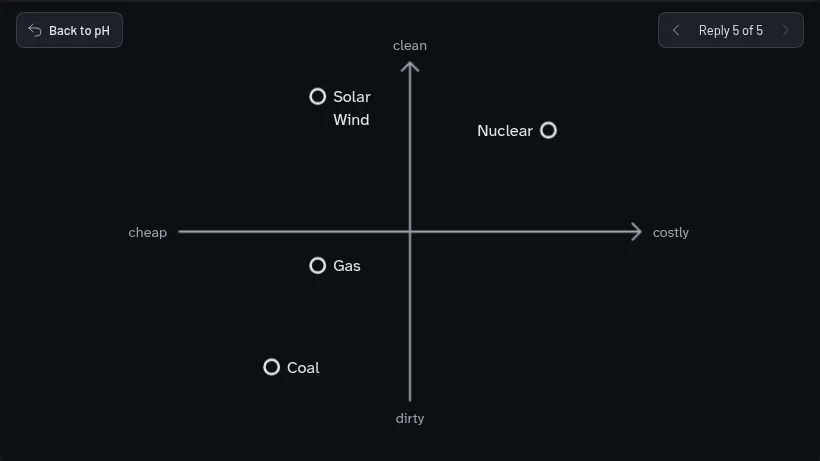 Back to pH
Reply 5 of 5
clean
Solar
Wind
Nuclear
cheap
costly
Gas
Coal
dirty